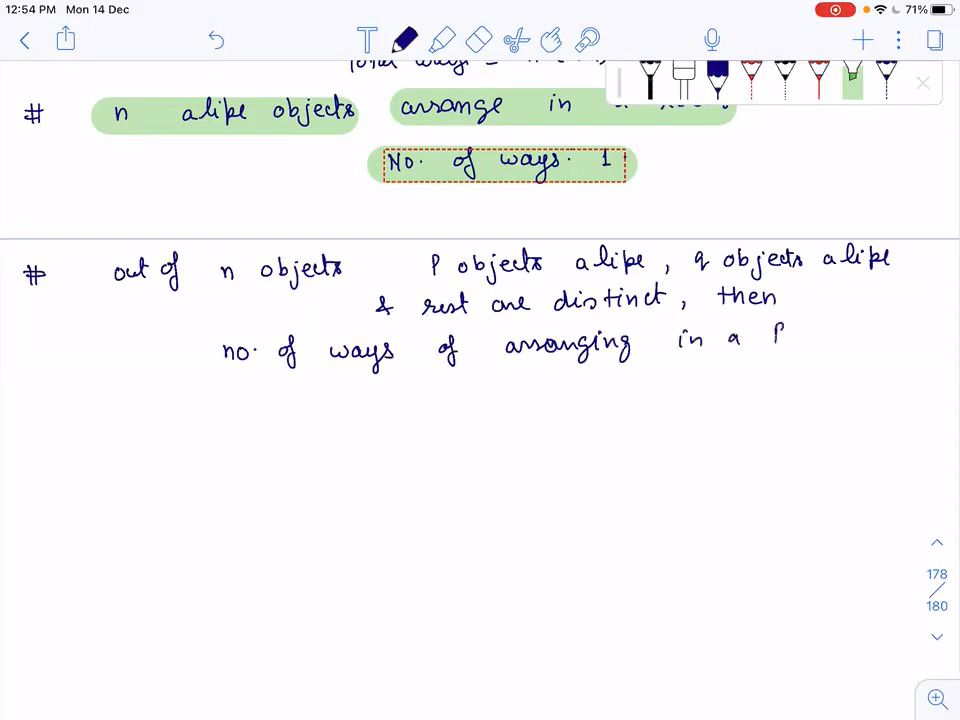 12:54 PM Mon 14 Dec
71%
# n alike objects arrange in a
No. of ways. 1
# out of n objects p objects alike, q objects alike
& rest are distinct, then
no. of ways of arranging in a
178
180